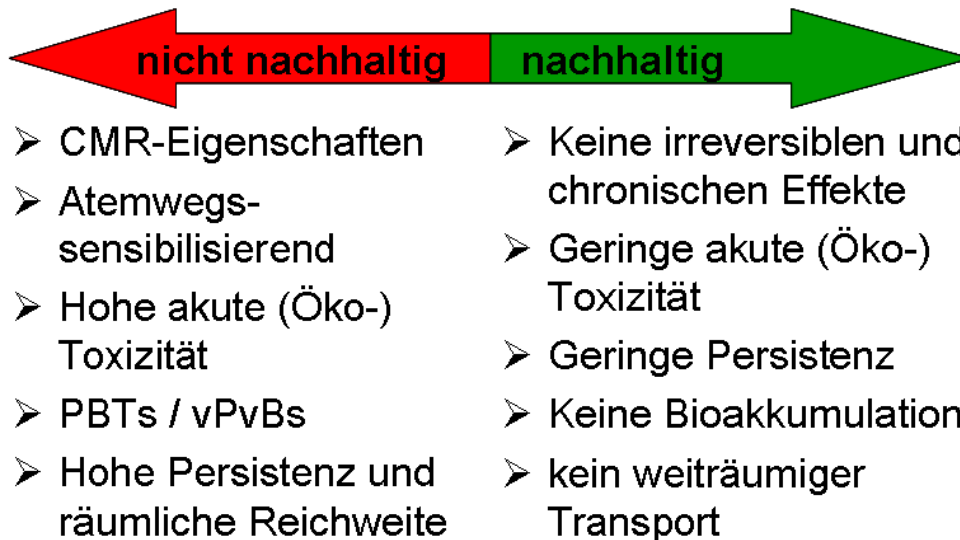 nicht nachhaltig
nachhaltig
CMR-Eigenschaften
Atemwegs-
sensibilisierend
Hohe akute (Öko-)
Toxizität
PBTs / vPvBs
Hohe Persistenz und
räumliche Reichweite
Keine irreversiblen und
chronischen Effekte
Geringe akute (Öko-)
Toxizität
Geringe Persistenz
Keine Bioakkumulation
kein weiträumiger
Transport